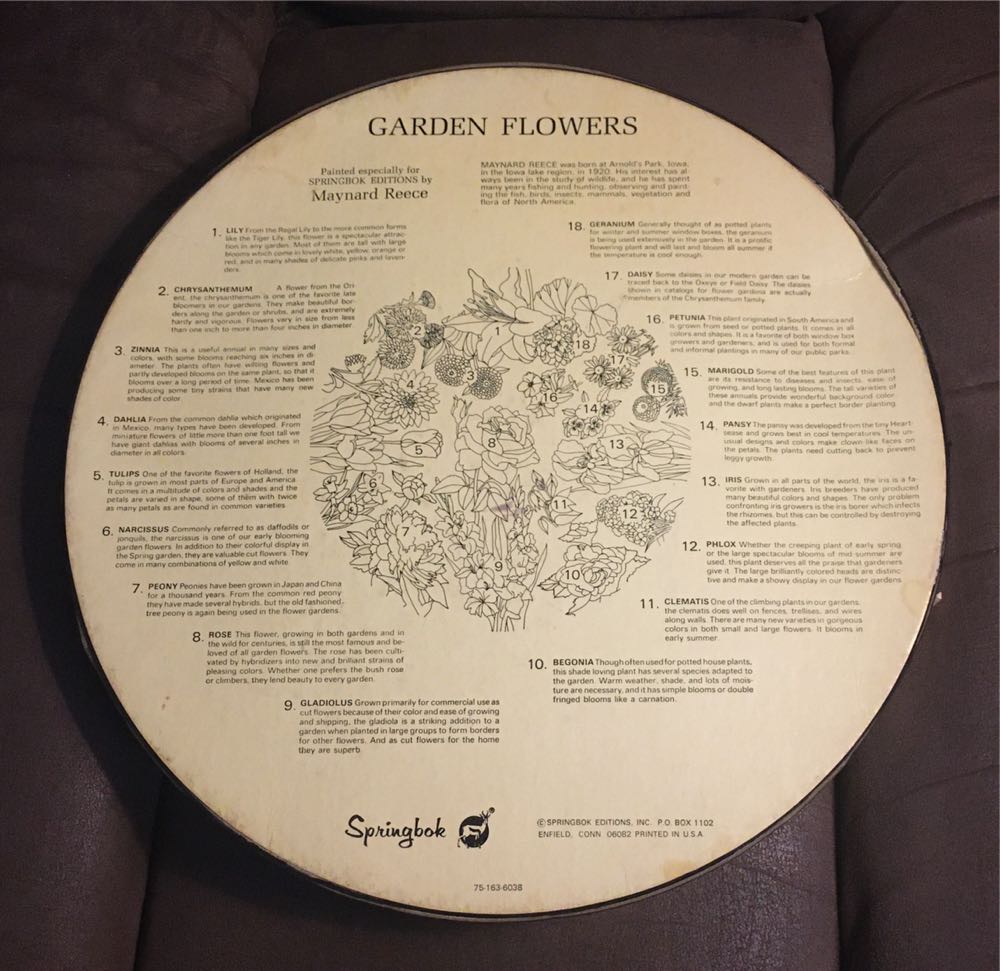 GARDEN FLOWERS
Painted especially for
SPRINGBOK EDITIONS by
Maynard Reece
MAYNARD REECE was born at Arnold's Park, Iowa,
in the Iowa lake region, in 1920. His interest has al-
ways been in the study of wildlife, and he has spent
many years fishing and hunting, observing and paint-
ing the fish, birds, insects, mammals, vegetation and
flora of North America.
1. LILY From the Regal Lily to the more common forms
like the Tiger Lily, this flower is a spectacular attrac-
tion in any garden. Most of them are tall with large
blooms which come in lovely white, yellow, orange or
red, and in many shades of delicate pinks and laven-
ders.
2. CHRYSANTHEMUM A flower from the Ori-
ent, the chrysanthemum is one of the favorite late
bloomers in our gardens. They make beautiful bor-
ders along the garden or shrubs, and are extremely
hardy and vigorous. Flowers vary in size from less
than one inch to more than four inches in diameter.
3. ZINNIA This is a useful annual in many sizes and
colors, with some blooms reaching six inches in di-
ameter. The plants often have wilting flowers and
partly developed blooms on the same plant, so that it
blooms over a long period of time. Mexico has been
producing some tiny strains that have many new
shades of color.
4. DAHLIA From the common dahlia which originated
in Mexico, many types have been developed. From
miniature flowers of little more than one foot tall we
have giant dahlias with blooms of several inches in
diameter in all colors.
5. TULIPS One of the favorite flowers of Holland, the
tulip is grown in most parts of Europe and America.
It comes in a multitude of colors and shades and the
petals are varied in shape, some of them with twice
as many petals as are found in common varieties.
6. NARCISSUS Commonly referred to as daffodils or
jonquils, the narcissus is one of our early blooming
garden flowers. In addition to their colorful display in
the Spring garden, they are valuable cut flowers. They
come in many combinations of yellow and white.
7. PEONY Peonies have been grown in Japan and China
for a thousand years. From the common red peony
they have made several hybrids, but the old fashioned,
tree peony is again being used in the flower gardens.
8. ROSE This flower, growing in both gardens and in
the wild for centuries, is still the most famous and be-
loved of all garden flowers. The rose has been culti-
vated by hybridizers into new and brilliant strains of
pleasing colors. Whether one prefers the bush rose
or climbers, they lend beauty to every garden.
9. GLADIOLUS Grown primarily for commercial use as
cut flowers because of their color and ease of growing
and shipping, the gladiola is a striking addition to a
garden when planted in large groups to form borders
for other flowers. And as cut flowers for the home
they are superb.
18. GERANIUM Generally thought of as potted plants
for winter and summer window boxes, the geranium
is being used extensively in the garden. It is a prolific
flowering plant and will last and bloom all summer if
the temperature is cool enough.
17. DAISY Some daisies in our modern garden can be
traced back to the Oxeye or Field Daisy. The daisies
shown in catalogs for flower gardens are actually
members of the Chrysanthemum family.
16. PETUNIA This plant originated in South America and
is grown from seed or potted plants. It comes in all
colors and shapes. It is a favorite of both window box
growers and gardeners, and is used for both formal
and informal plantings in many of our public parks.
15. MARIGOLD Some of the best features of this plant
are its resistance to diseases and insects, ease of
growing, and long lasting blooms. The tall varieties of
these annuals provide wonderful background color
and the dwarf plants make a perfect border planting.
14. PANSY The pansy was developed from the tiny Heart-
sease and grows best in cool temperatures. The un-
usual designs and colors make clown-like faces on
the petals. The plants need cutting back to prevent
leggy growth.
13. IRIS Grown in all parts of the world, the iris is a fa-
vorite with gardeners. Iris breeders have produced
many beautiful colors and shapes. The only problem
confronting iris growers is the iris borer which infects
the rhizomes, but this can be controlled by destroying
the affected plants.
12. PHLOX Whether the creeping plant of early spring,
or the large spectacular blooms of mid-summer are
used, this plant deserves all the praise that gardeners
give it. The large brilliantly colored heads are distinc-
tive and make a showy display in our flower gardens.
11. CLEMATIS One of the climbing plants in our gardens,
the clematis does well on fences, trellises, and wires
along walls. There are many new varieties in gorgeous
colors in both small and large flowers. It blooms in
early summer.
10. BEGONIA Though often used for potted house plants,
this shade loving plant has several species adapted to
the garden. Warm weather, shade, and lots of mois-
ture are necessary, and it has simple blooms or double
fringed blooms like a carnation.
1
2
3
4
5
6
8
9
10
11
12
13
14
15
16
17
18
Springbok
®
© SPRINGBOK EDITIONS, INC. P.O. BOX 1102
ENFIELD, CONN 06082 PRINTED IN U.S.A.
75-163-6038